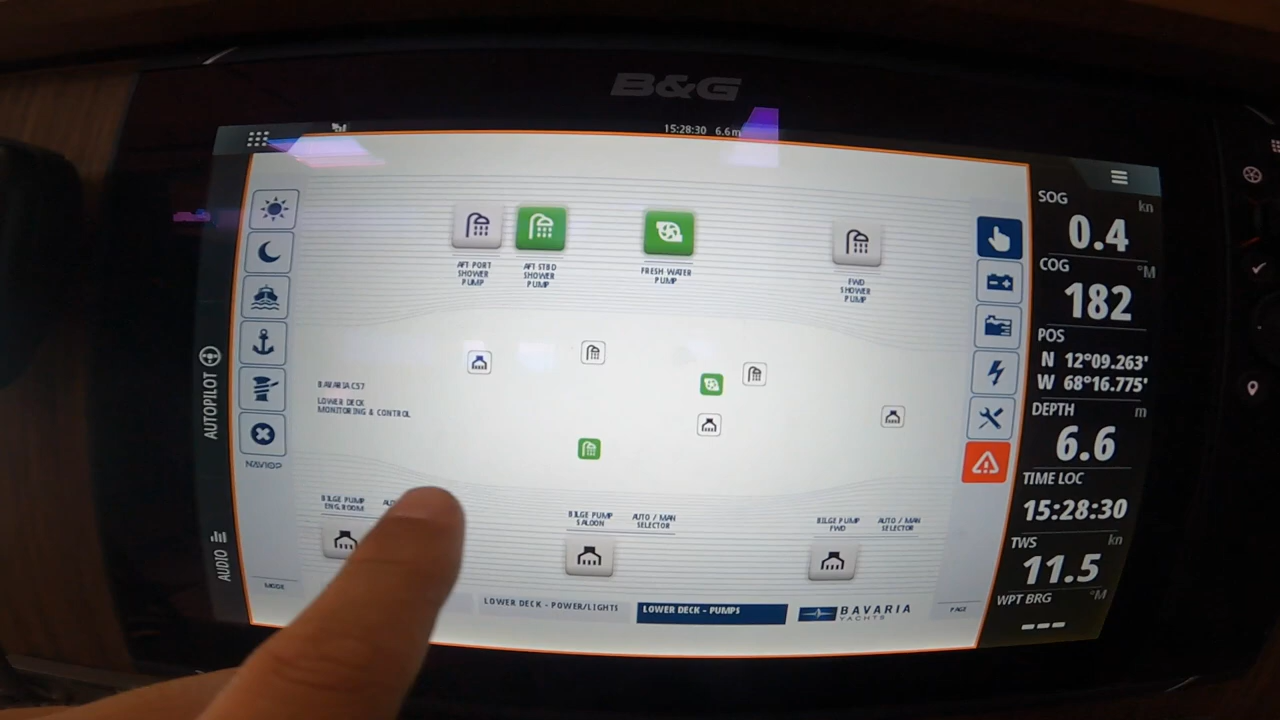 B&G
15:28:30 6.6m
SOG
kn
0.4
COG
°M
182
POS
N 12°09.263'
W 68°16.775'
DEPTH
m
6.6
TIME LOC
15:28:30
TWS
kn
11.5
WPT BRG
°M
---
AUTOPILOT
AUDIO
NAVIOP
MODE
AFT-PORT
SHOWER
PUMP
AFT-STBD
SHOWER
PUMP
FRESH-WATER
PUMP
FWD
SHOWER
PUMP
BAVARIA C57
LOWER DECK
MONITORING & CONTROL
BILGE PUMP
ENG.ROOM
BILGE PUMP
SALOON
AUTO / MAN
SELECTOR
BILGE PUMP
FWD
AUTO / MAN
SELECTOR
LOWER DECK - POWER/LIGHTS
LOWER DECK - PUMPS
BAVARIA
YACHTS
PAGE